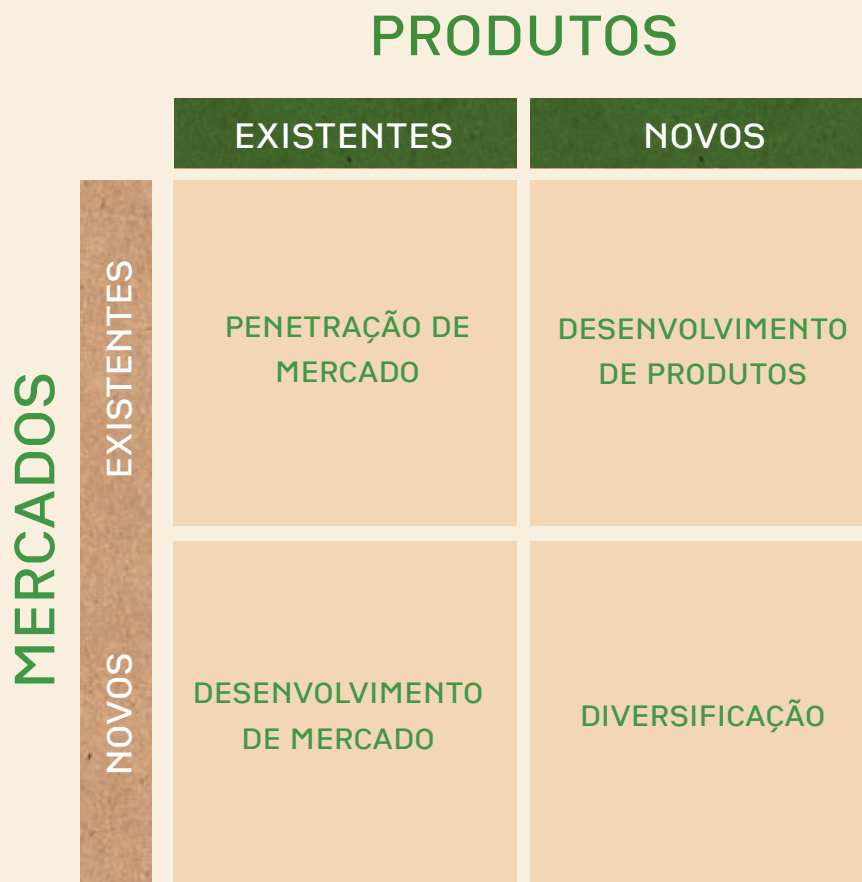 PRODUTOS
EXISTENTES
NOVOS
MERCADOS
EXISTENTES
PENETRAÇÃO DE
MERCADO
DESENVOLVIMENTO
DE PRODUTOS
NOVOS
DESENVOLVIMENTO
DE MERCADO
DIVERSIFICAÇÃO